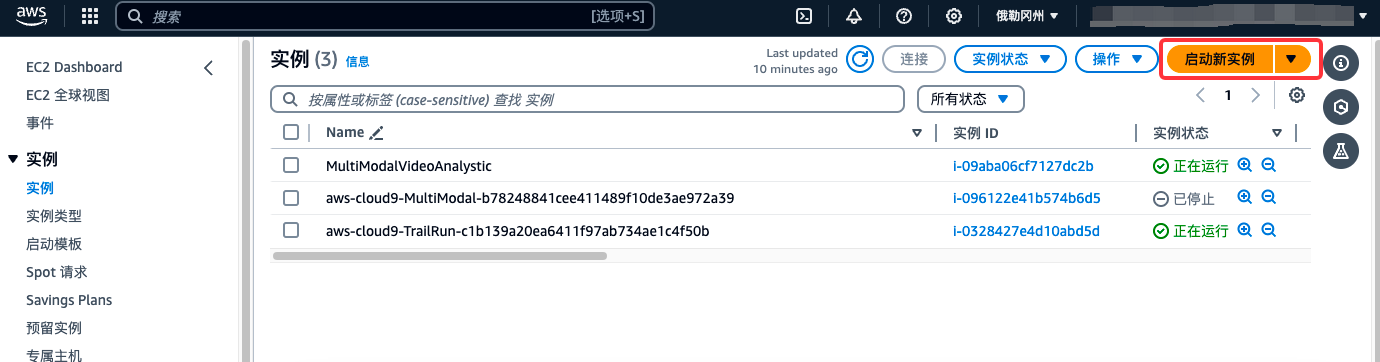 aws 搜索 [选项+S] 俄勒冈州
EC2 Dashboard
EC2 全球视图
事件
实例
实例
实例类型
启动模板
Spot 请求
Savings Plans
预留实例
专属主机
实例 (3) 信息
Last updated
10 minutes ago
连接 实例状态 操作 启动新实例
按属性或标签 (case-sensitive) 查找 实例 所有状态 1
Name 实例 ID 实例状态
MultiModalVideoAnalystic i-09aba06cf7127dc2b 正在运行
aws-cloud9-MultiModal-b78248841cee411489f10de3ae972a39 i-096122e41b574b6d5 已停止
aws-cloud9-TrailRun-c1b139a20ea6411f97ab734ae1c4f50b i-0328427e4d10abd5d 正在运行